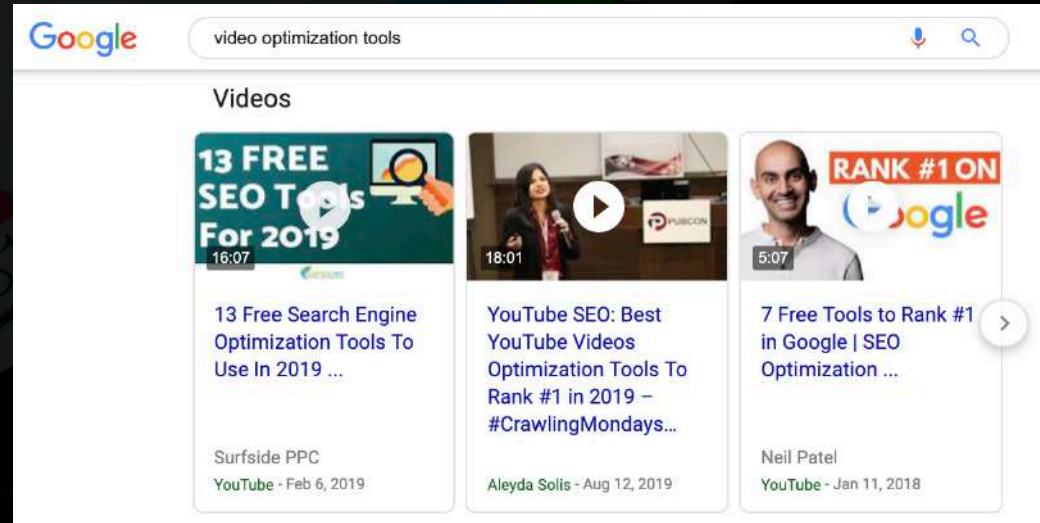 Google
video optimization tools
Videos
13 FREE
SEO Tools
For 2019
16:07
18:01
PUBCON
RANK #1 ON
Google
5:07
13 Free Search Engine
Optimization Tools To
Use In 2019 ...
Surfside PPC
YouTube - Feb 6, 2019
YouTube SEO: Best
YouTube Videos
Optimization Tools To
Rank #1 in 2019 –
#CrawlingMondays...
Aleyda Solis - Aug 12, 2019
7 Free Tools to Rank #1
in Google | SEO
Optimization ...
Neil Patel
YouTube - Jan 11, 2018